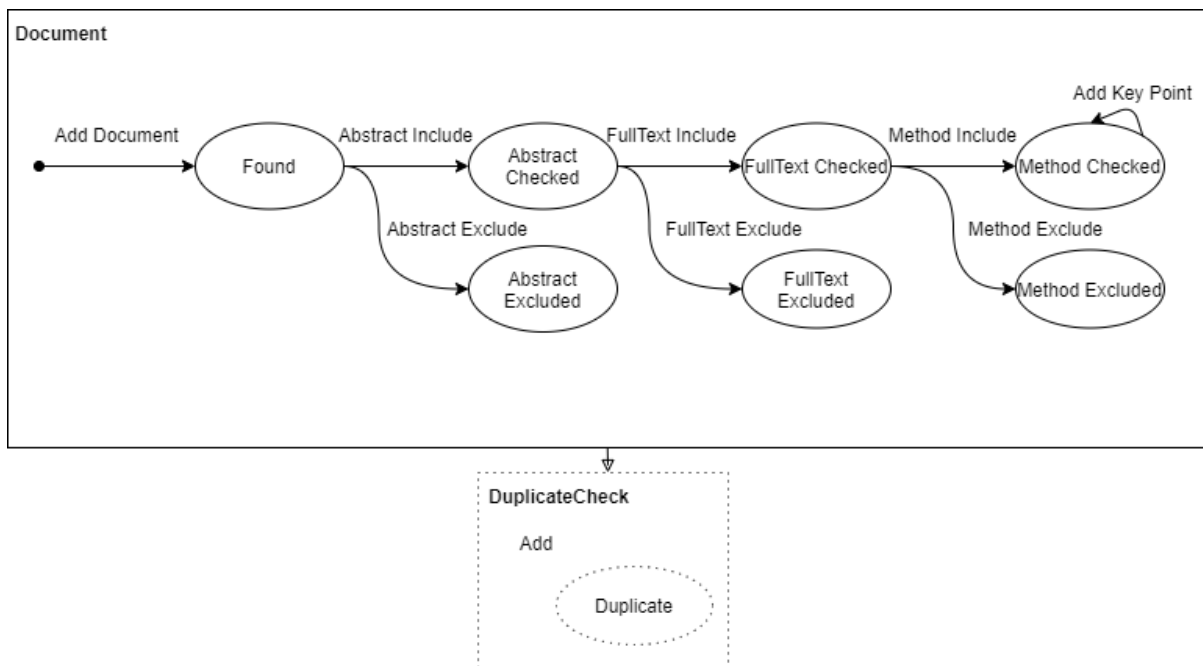 Document
Add Key Point
Add Document
Abstract Include
FullText Include
Method Include
Found
Abstract
Checked
FullText Checked
Method Checked
Abstract Exclude
FullText Exclude
Method Exclude
Abstract
Excluded
FullText
Excluded
Method Excluded
DuplicateCheck
Add
Duplicate